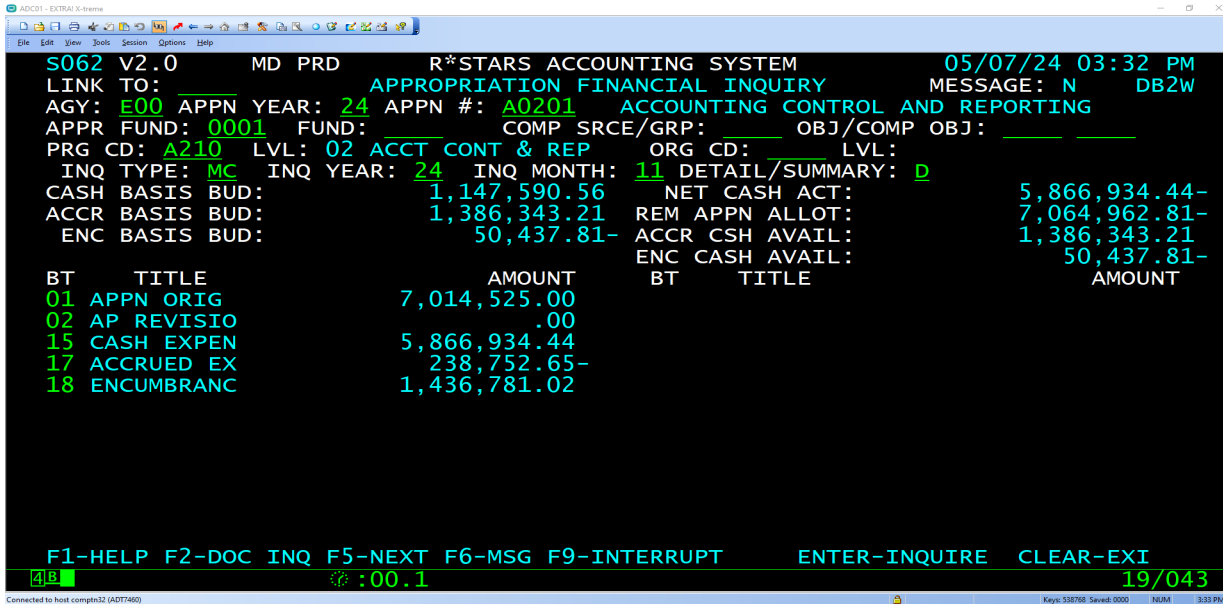 ADC01 - EXTRA! X-treme
File Edit View Tools Session Options Help
S062 V2.0 MD PRD R*STARS ACCOUNTING SYSTEM 05/07/24 03:32 PM
LINK TO: APPROPRIATION FINANCIAL INQUIRY MESSAGE: N DB2W
AGY: E00 APPN YEAR: 24 APPN #: A0201 ACCOUNTING CONTROL AND REPORTING
APPR FUND: 0001 FUND: COMP SRCE/GRP: OBJ/COMP OBJ:
PRG CD: A210 LVL: 02 ACCT CONT & REP ORG CD: LVL:
INQ TYPE: MC INQ YEAR: 24 INQ MONTH: 11 DETAIL/SUMMARY: D
CASH BASIS BUD: 1,147,590.56 NET CASH ACT: 5,866,934.44-
ACCR BASIS BUD: 1,386,343.21 REM APPN ALLOT: 7,064,962.81-
ENC BASIS BUD: 50,437.81- ACCR CSH AVAIL: 1,386,343.21
ENC CASH AVAIL: 50,437.81-
BT TITLE AMOUNT BT TITLE AMOUNT
01 APPN ORIG 7,014,525.00
02 AP REVISIO .00
15 CASH EXPEN 5,866,934.44
17 ACCRUED EX 238,752.65-
18 ENCUMBRANC 1,436,781.02
F1-HELP F2-DOC INQ F5-NEXT F6-MSG F9-INTERRUPT ENTER-INQUIRE CLEAR-EXI
4B :00.1 19/043
Connected to host comptn32 (ADT7460) Keys: 538768 Saved: 0000 NUM 3:33 PM